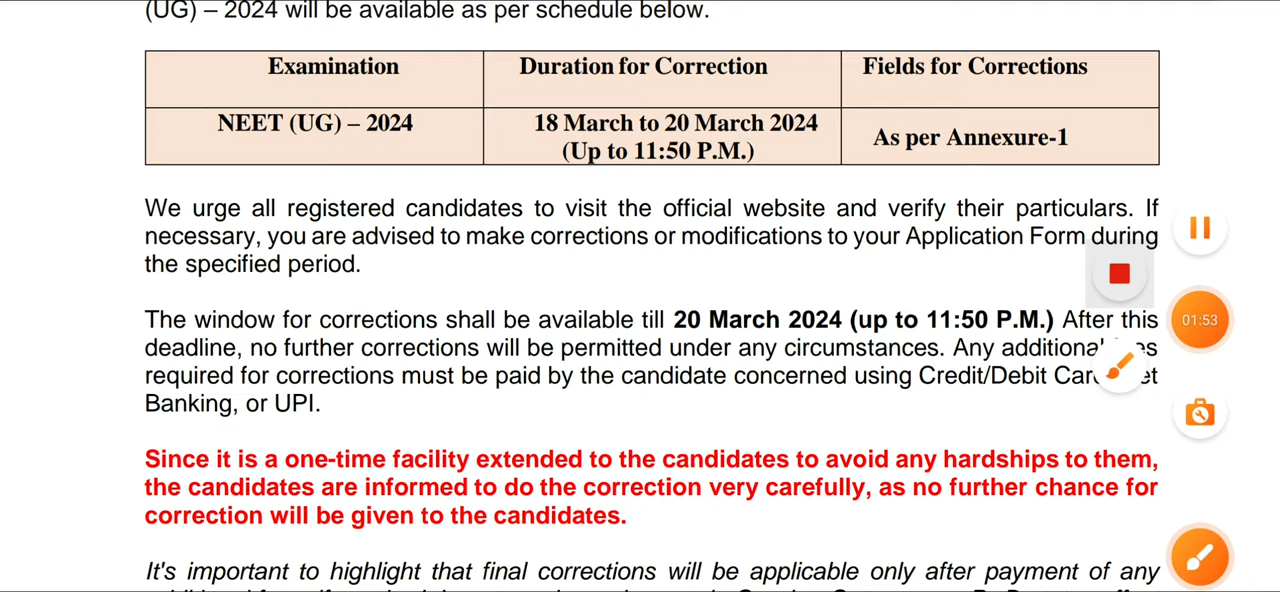 (UG) – 2024 will be available as per schedule below.
Examination Duration for Correction Fields for Corrections
NEET (UG) – 2024 18 March to 20 March 2024 As per Annexure-1
(Up to 11:50 P.M.)
We urge all registered candidates to visit the official website and verify their particulars. If
necessary, you are advised to make corrections or modifications to your Application Form during
the specified period.
01:53
The window for corrections shall be available till 20 March 2024 (up to 11:50 P.M.) After this
deadline, no further corrections will be permitted under any circumstances. Any additional
required for corrections must be paid by the candidate concerned using Credit/Debit
Banking, or UPI.
Since it is a one-time facility extended to the candidates to avoid any hardships to them,
the candidates are informed to do the correction very carefully, as no further chance for
correction will be given to the candidates.
It's important to highlight that final corrections will be applicable only after payment of any